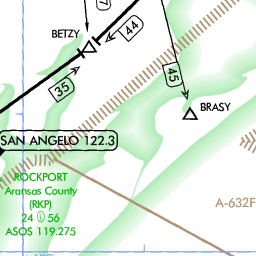 BETZY
44
35
45
BRASY
SAN ANGELO 122.3
ROCKPORT
Aransas County
(RKP)
24 56
ASOS 119.275
A-632F